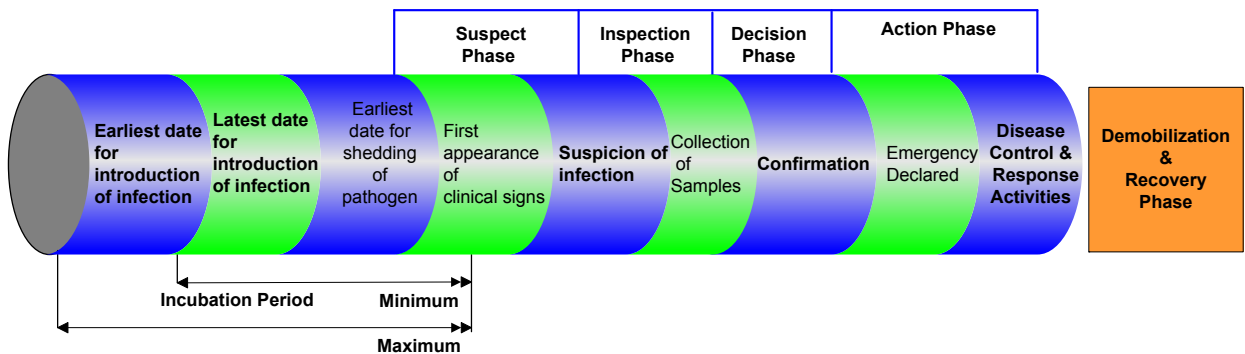 Suspect
Phase
Inspection
Phase
Decision
Phase
Action Phase
Earliest date
for
introduction
of infection
Latest date
for
introduction
of infection
Earliest
date for
shedding
of
pathogen
First
appearance
of
clinical signs
Suspicion of
infection
Collection
of
Samples
Confirmation
Emergency
Declared
Disease
Control &
Response
Activities
Demobilization
&
Recovery
Phase
Incubation Period
Minimum
Maximum